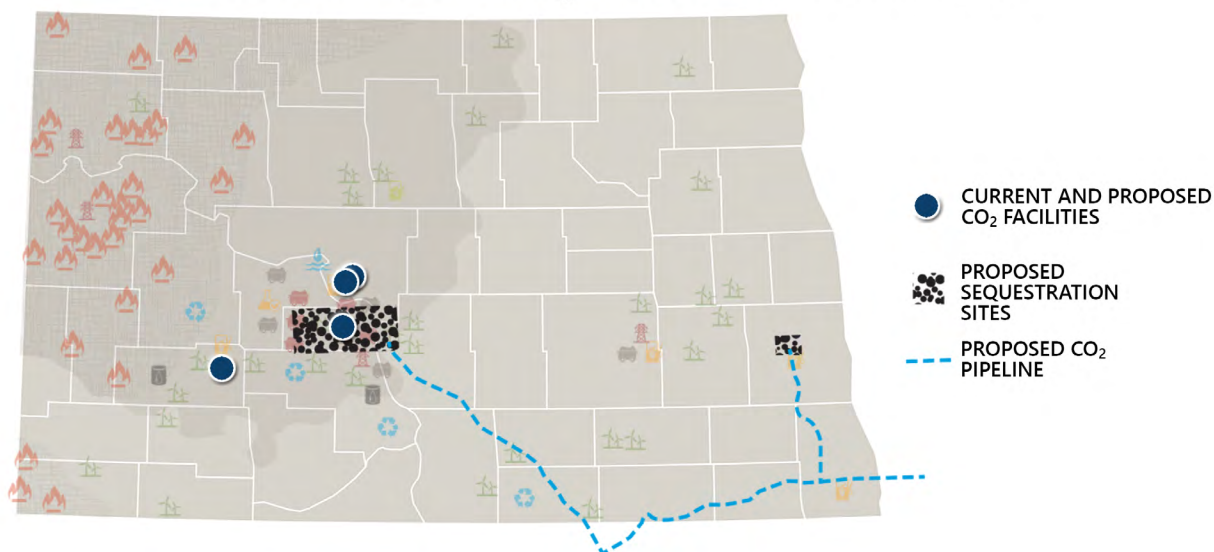 CURRENT AND PROPOSED
CO₂ FACILITIES
PROPOSED
SEQUESTRATION
SITES
PROPOSED CO₂
PIPELINE